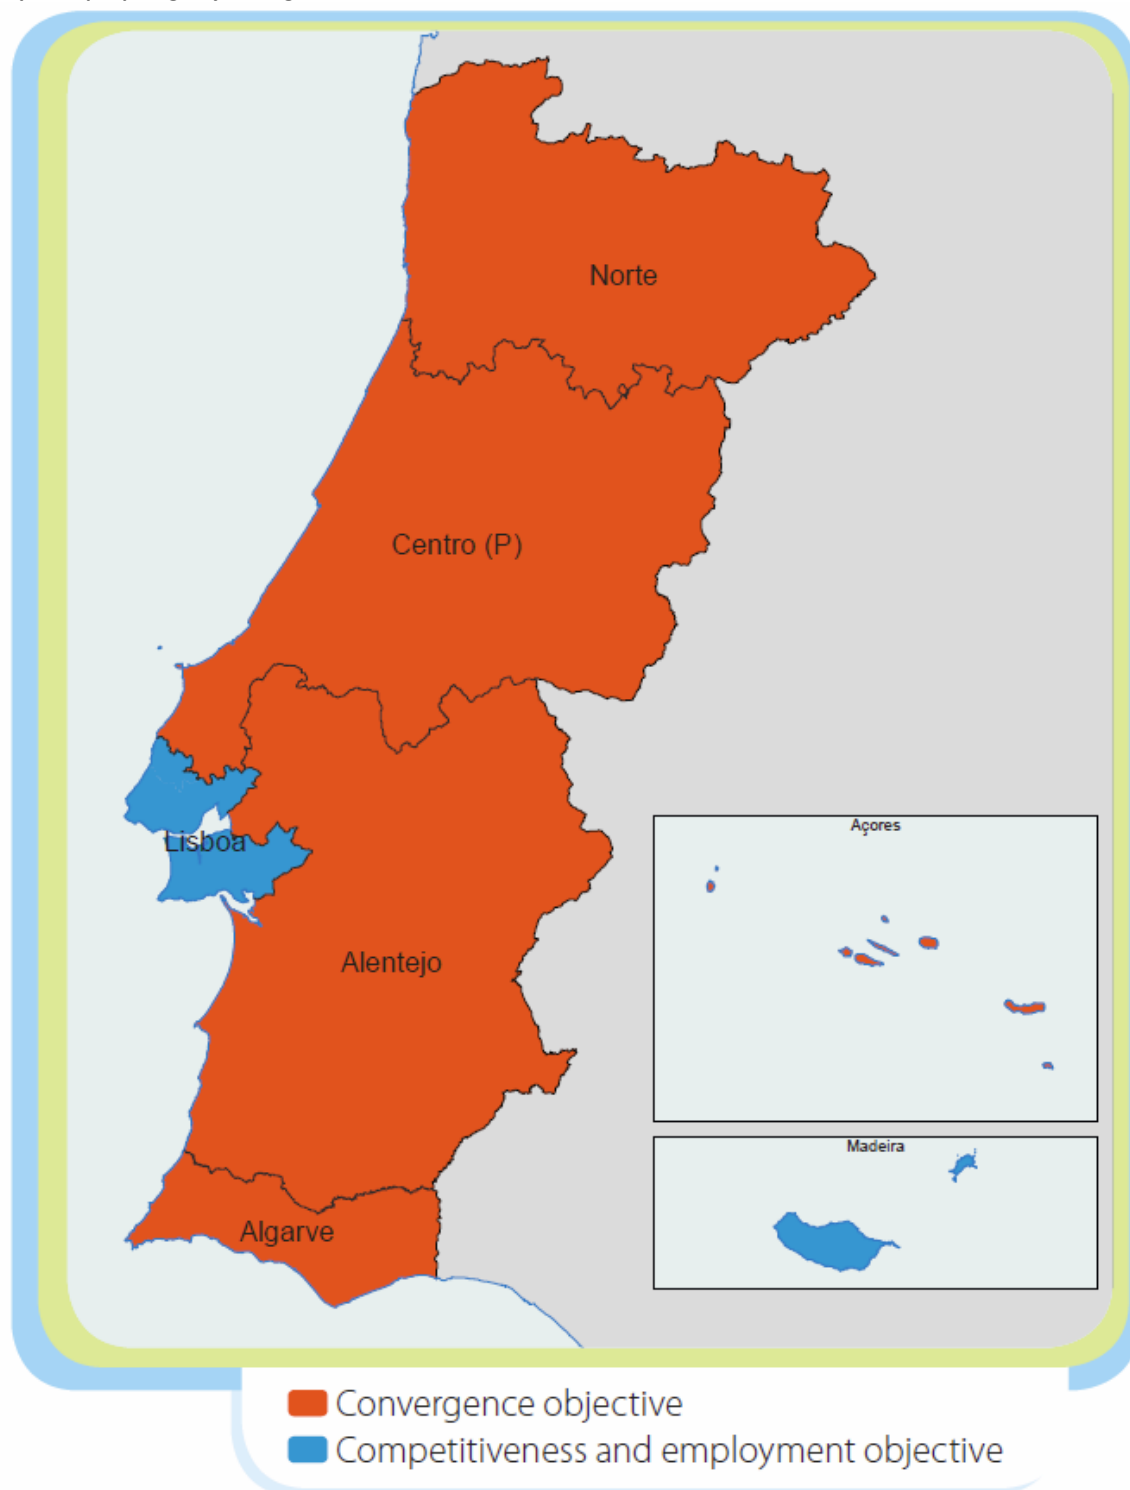 Norte
Centro (P)
Lisboa
Açores
Alentejo
Madeira
Algarve
Convergence objective
Competitiveness and employment objective